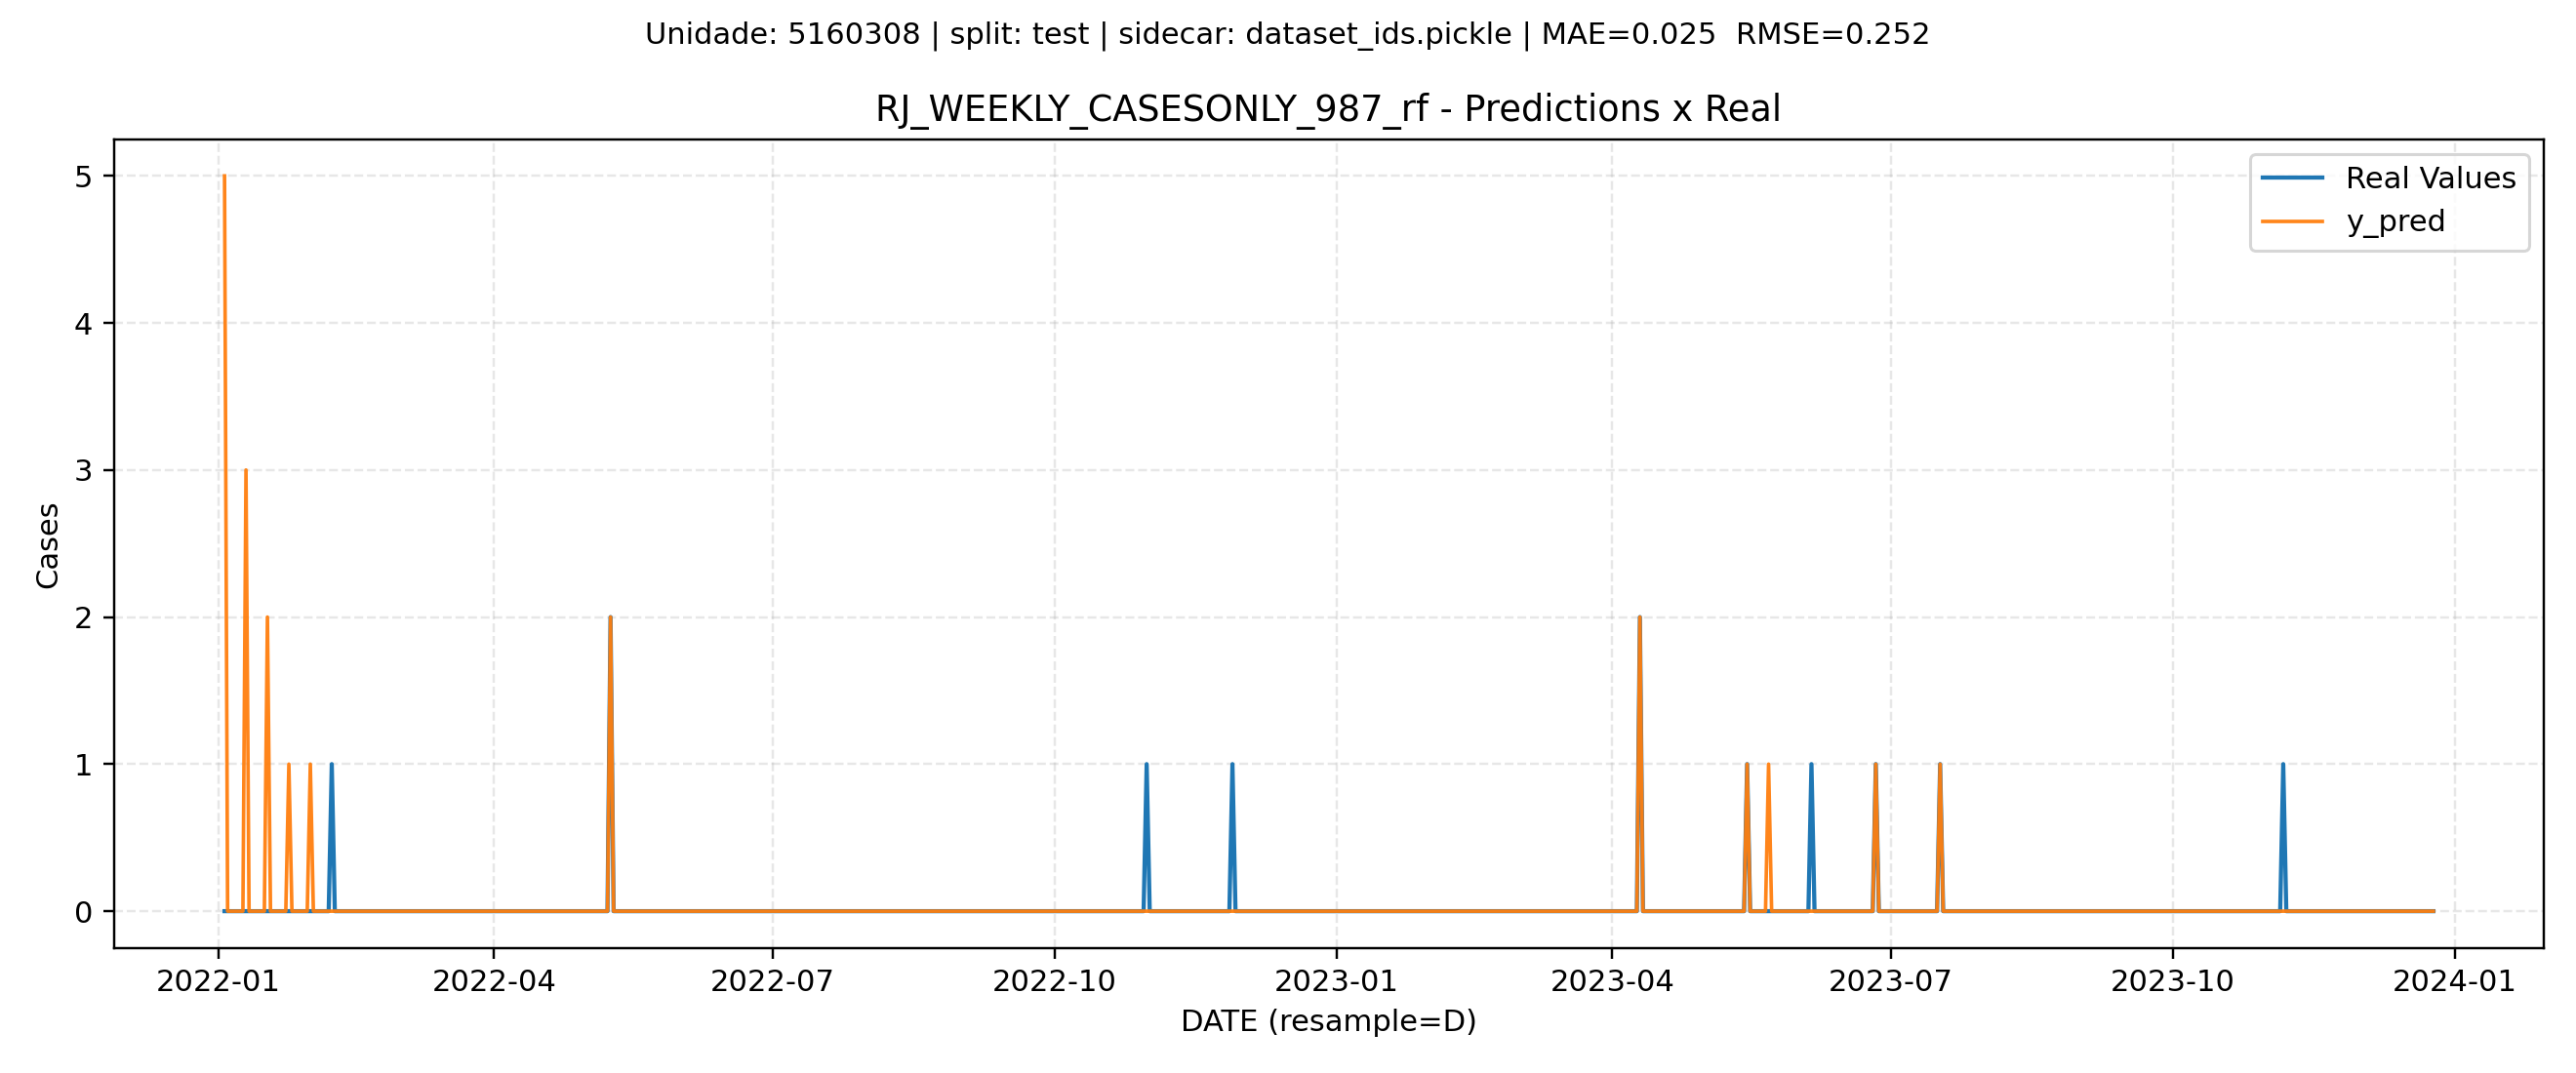 Unidade: 5160308 | split: test | sidecar: dataset_ids.pickle | MAE=0.025  RMSE=0.252
RJ_WEEKLY_CASESONLY_987_rf - Predictions x Real
Real Values
y_pred
5
4
3
2
1
0
Cases
2022-01
2022-04
2022-07
2022-10
2023-01
2023-04
2023-07
2023-10
2024-01
DATE (resample=D)